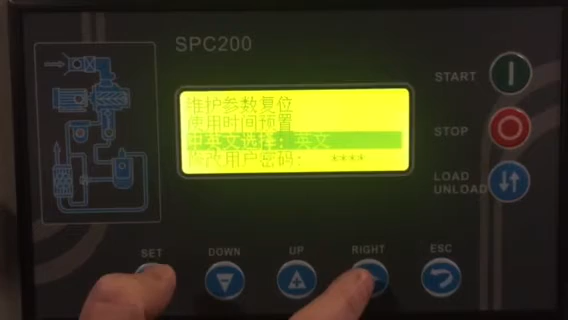 SPC200
维护参数复位
使用时间预置
中英文选择：英文
修改用户密码： ****
START
STOP
LOAD
UNLOAD
SET
DOWN
UP
RIGHT
ESC